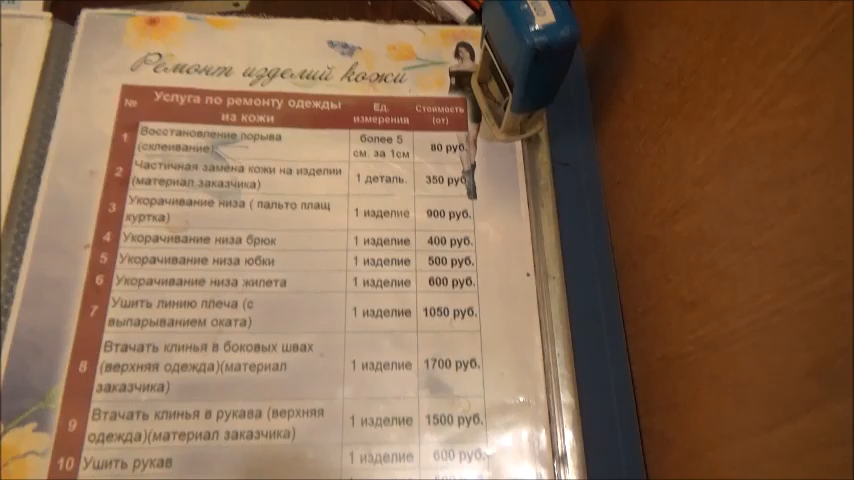 Ремонт изделий кожи
№ Услуга по ремонту одежды из кожи Ед. измерения Стоимость (от)
1 Восстановление порыва (склеивание) более 5 см. за 1см 80 руб.
2 Частичная замена кожи на изделии (материал заказчика) 1 деталь. 350 руб
3 Укорачивание низа ( пальто плащ куртка) 1 изделие 900 руб.
4 Укорачивание низа брюк 1 изделие 400 руб.
5 Укорачивание низа юбки 1 изделие 500 руб.
6 Укорачивание низа жилета 1 изделие 600 руб.
7 Ушить линию плеча (с выпарыванием оката) 1 изделие 1050 руб.
8 Втачать клинья в боковых швах (верхняя одежда)(материал заказчика) 1 изделие 1700 руб.
9 Втачать клинья в рукава (верхняя одежда)(материал заказчика) 1 изделие 1500 руб.
10 Ушить рукав 1 изделие 600 руб.